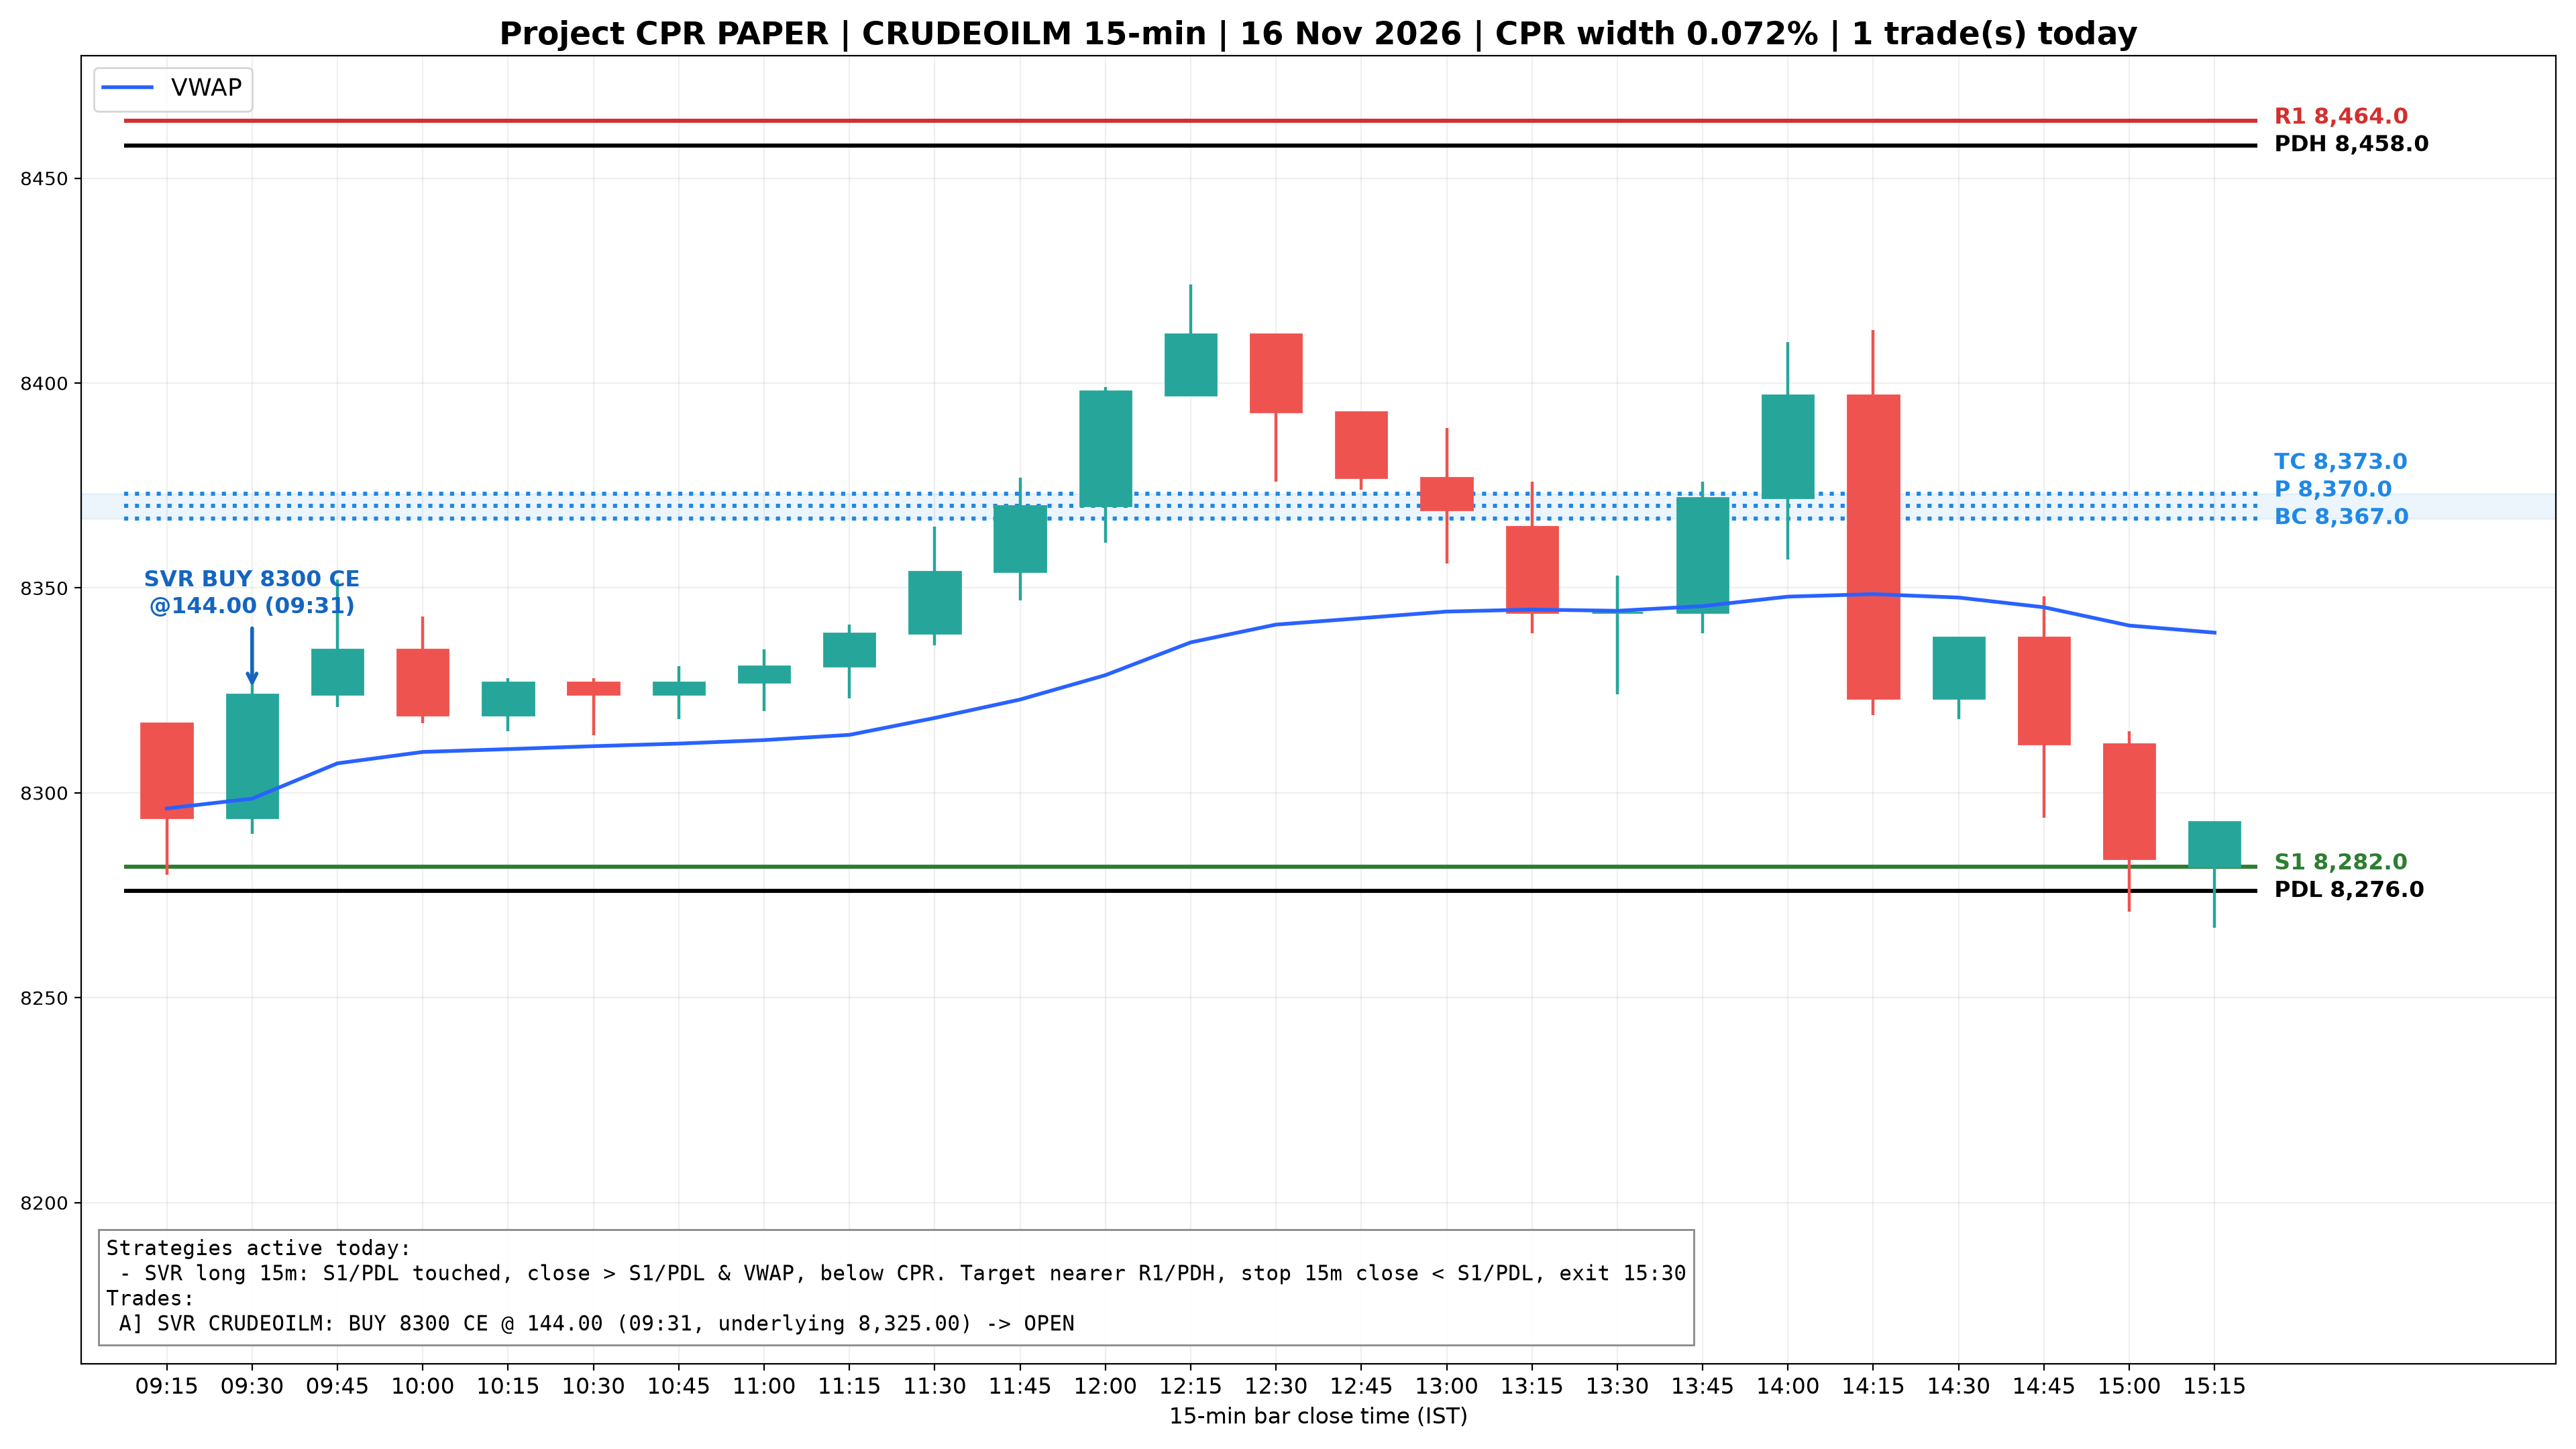 Project CPR PAPER | CRUDEOILM 15-min | 16 Nov 2026 | CPR width 0.072% | 1 trade(s) today
VWAP
R1 8,464.0
PDH 8,458.0
8450
8400
TC 8,373.0
P 8,370.0
BC 8,367.0
8350
SVR BUY 8300 CE
@144.00 (09:31)
8300
S1 8,282.0
PDL 8,276.0
8250
8200
Strategies active today:
- SVR long 15m: S1/PDL touched, close > S1/PDL & VWAP, below CPR. Target nearer R1/PDH, stop 15m close < S1/PDL, exit 15:30
Trades:
A] SVR CRUDEOILM: BUY 8300 CE @ 144.00 (09:31, underlying 8,325.00) -> OPEN
09:15 09:30 09:45 10:00 10:15 10:30 10:45 11:00 11:15 11:30 11:45 12:00 12:15 12:30 12:45 13:00 13:15 13:30 13:45 14:00 14:15 14:30 14:45 15:00 15:15
15-min bar close time (IST)